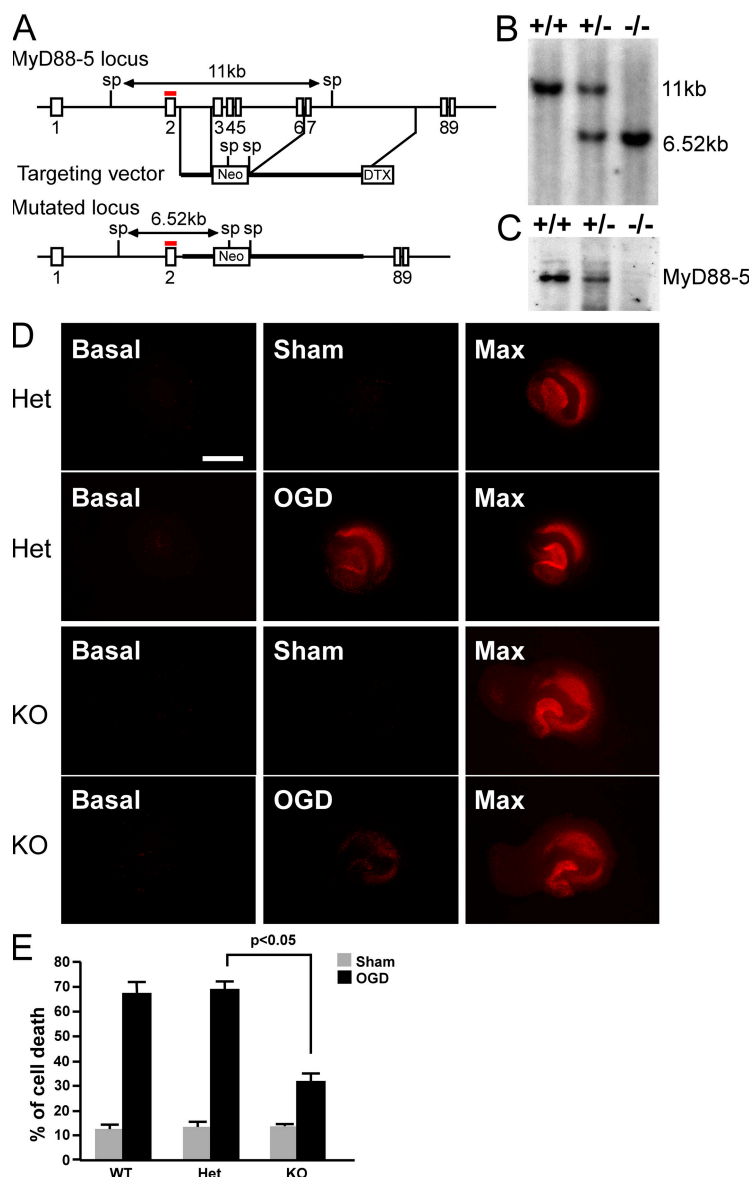 A
MyD88-5 locus
sp 11kb sp
1 2 3 4 5 6 7 8 9
sp sp
Targeting vector Neo DTX
Mutated locus
sp 6.52kb sp sp
1 2 Neo 8 9
B
+/+ +/- -/-
11kb
6.52kb
C
+/+ +/- -/-
MyD88-5
D
Het Basal Sham Max
Het Basal OGD Max
KO Basal Sham Max
KO Basal OGD Max
E
p<0.05
Sham
OGD
% of cell death
80
70
60
50
40
30
20
10
0
WT Het KO